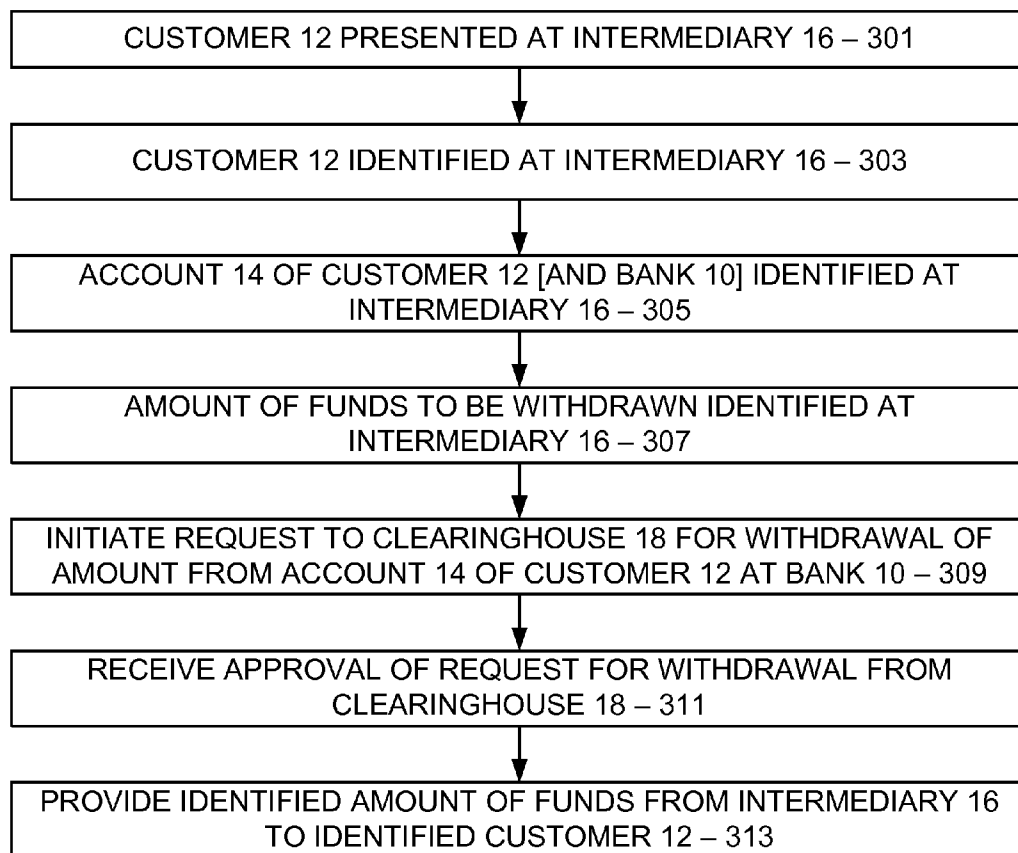 CUSTOMER 12 PRESENTED AT INTERMEDIARY 16 – 301
CUSTOMER 12 IDENTIFIED AT INTERMEDIARY 16 – 303
ACCOUNT 14 OF CUSTOMER 12 [AND BANK 10] IDENTIFIED AT
INTERMEDIARY 16 – 305
AMOUNT OF FUNDS TO BE WITHDRAWN IDENTIFIED AT
INTERMEDIARY 16 – 307
INITIATE REQUEST TO CLEARINGHOUSE 18 FOR WITHDRAWAL OF
AMOUNT FROM ACCOUNT 14 OF CUSTOMER 12 AT BANK 10 – 309
RECEIVE APPROVAL OF REQUEST FOR WITHDRAWAL FROM
CLEARINGHOUSE 18 – 311
PROVIDE IDENTIFIED AMOUNT OF FUNDS FROM INTERMEDIARY 16
TO IDENTIFIED CUSTOMER 12 – 313